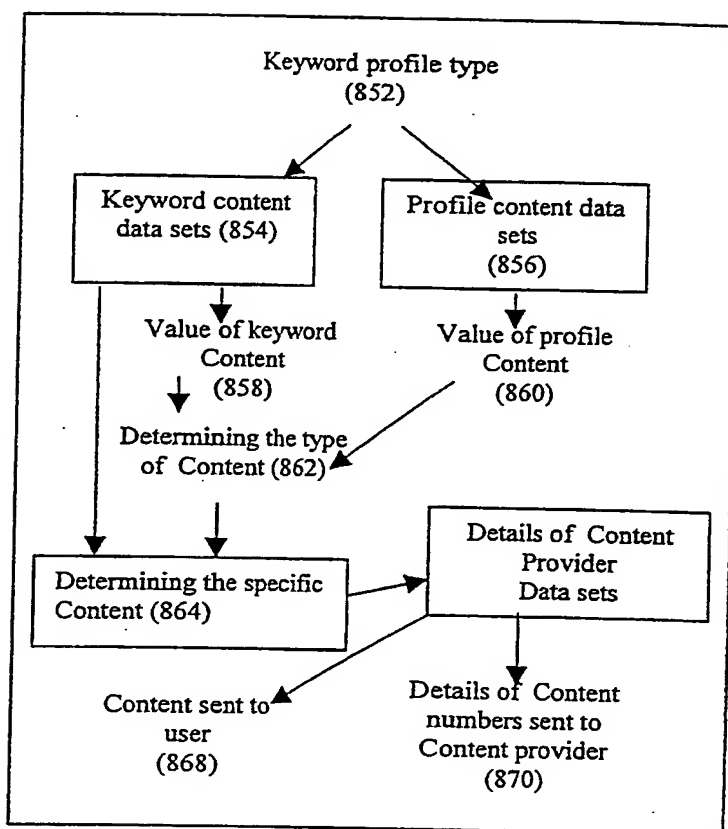 Keyword profile type
(852)
Keyword content
data sets (854)
Profile content data
sets
(856)
Value of keyword
Content
(858)
Value of profile
Content
(860)
Determining the type
of Content (862)
Determining the specific
Content (864)
Details of Content
Provider
Data sets
Content sent to
user
(868)
Details of Content
numbers sent to
Content provider
(870)